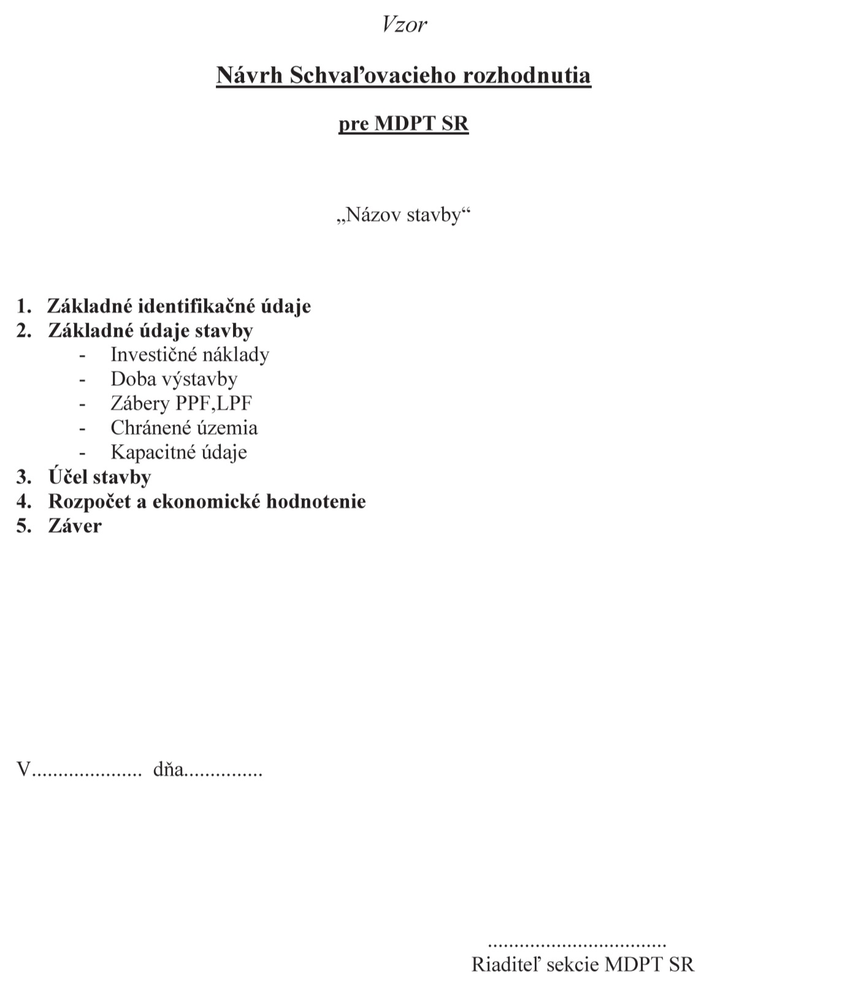 Vzor
Návrh Schvaľovacieho rozhodnutia
pre MDPT SR
„Názov stavby“
1. Základné identifikačné údaje
2. Základné údaje stavby
- Investičné náklady
- Doba výstavby
- Zábery PPF,LPF
- Chránené územia
- Kapacitné údaje
3. Účel stavby
4. Rozpočet a ekonomické hodnotenie
5. Záver
V..................... dňa...............
..................................
Riaditeľ sekcie MDPT SR